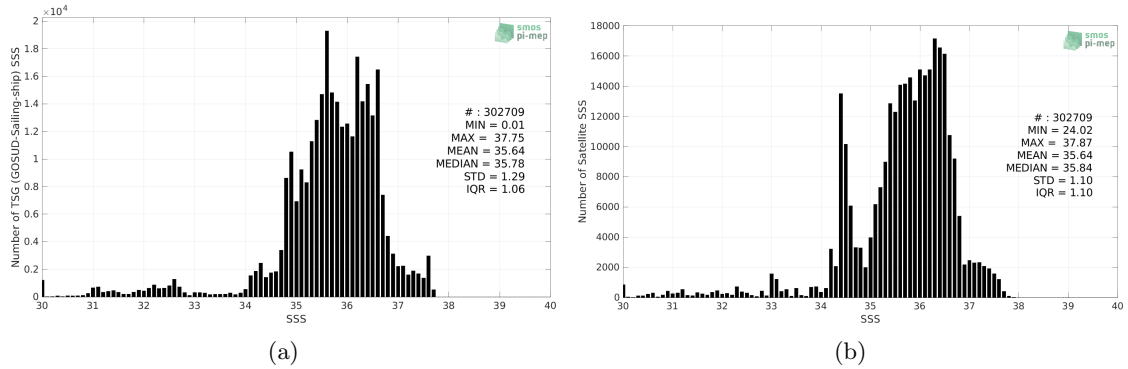 ×10⁴
2
1.8
1.6
1.4
1.2
1
0.8
0.6
0.4
0.2
0
Number of TSG (GOSUD-Sailing-ship) SSS
30 31 32 33 34 35 36 37 38 39 40
SSS
smos
pi-mep
# : 302709
MIN = 0.01
MAX = 37.75
MEAN = 35.64
MEDIAN = 35.78
STD = 1.29
IQR = 1.06
(a)
18000
16000
14000
12000
10000
8000
6000
4000
2000
0
Number of Satellite SSS
30 31 32 33 34 35 36 37 38 39 40
SSS
smos
pi-mep
# : 302709
MIN = 24.02
MAX = 37.87
MEAN = 35.64
MEDIAN = 35.84
STD = 1.10
IQR = 1.10
(b)